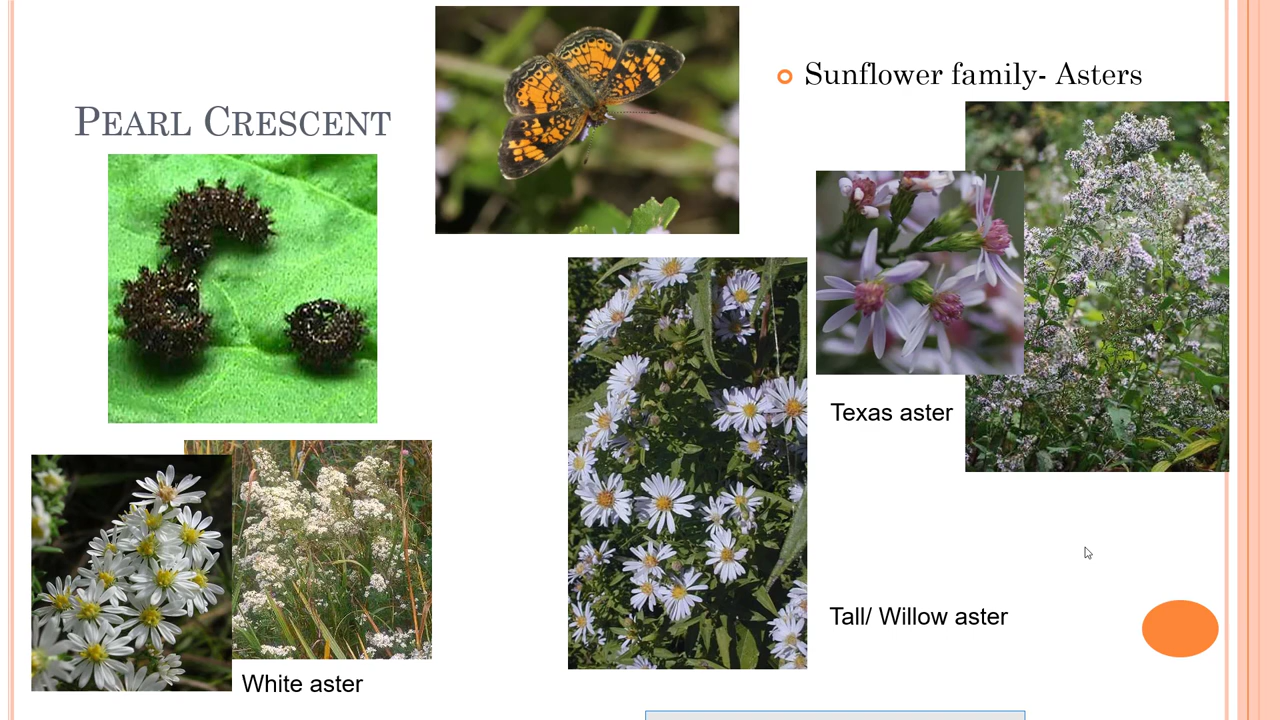 PEARL CRESCENT
Sunflower family- Asters
Texas aster
Tall/ Willow aster
White aster